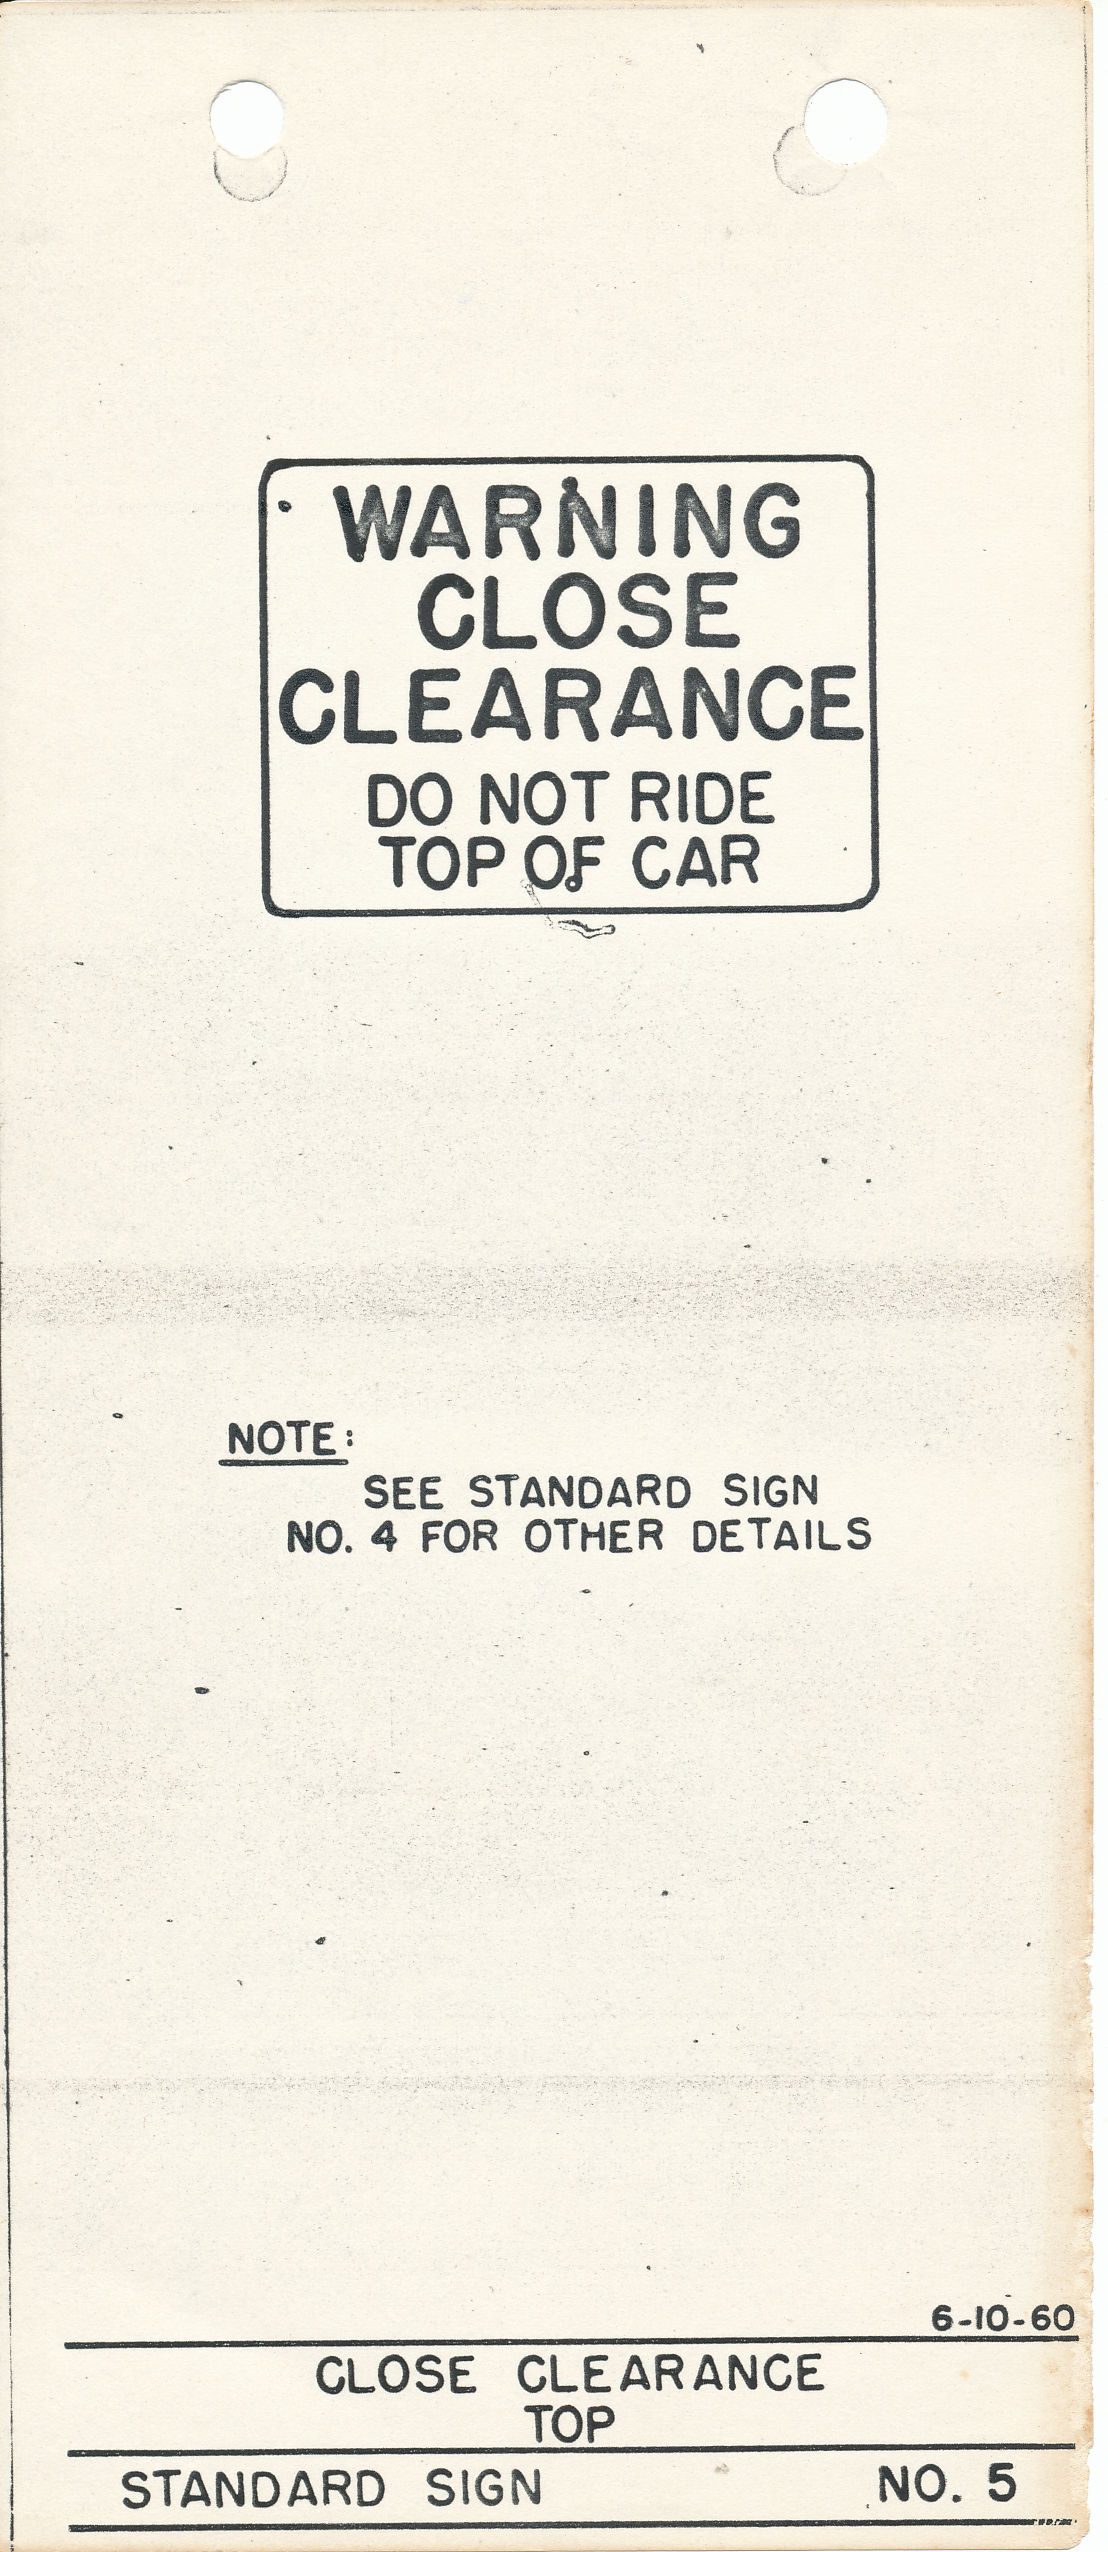 WARNING
CLOSE
CLEARANCE
DO NOT RIDE
TOP OF CAR
NOTE:
SEE STANDARD SIGN
NO. 4 FOR OTHER DETAILS
6-10-60
CLOSE CLEARANCE
TOP
STANDARD SIGN NO. 5